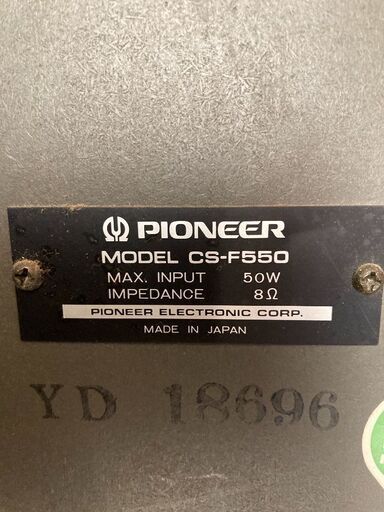 PIONEER
MODEL CS-F550
MAX. INPUT 50W
IMPEDANCE 8Ω
PIONEER ELECTRONIC CORP.
MADE IN JAPAN
YD 18696